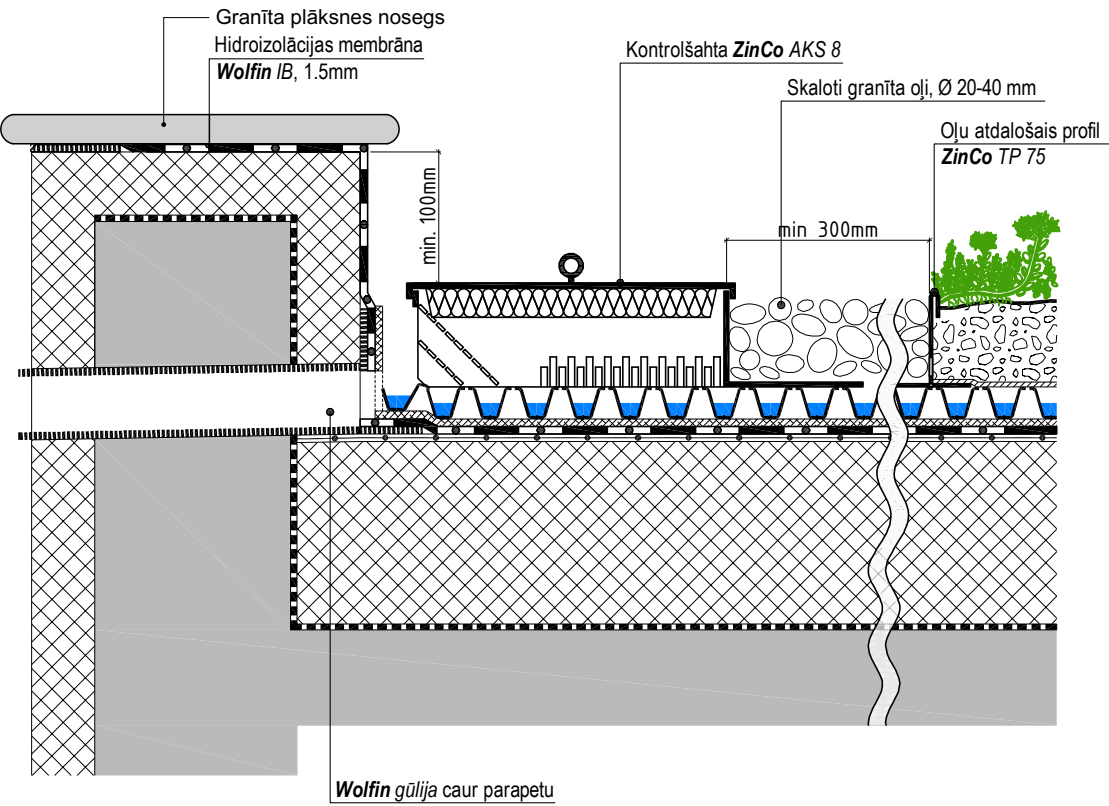 Granīta plāksnes nosegs
Hidroizolācijas membrāna
Wolfin IB, 1.5mm
Kontrolšahta ZinCo AKS 8
Skaloti granīta oļi, Ø 20-40 mm
Oļu atdalošais profil
ZinCo TP 75
min. 100mm
min 300mm
Wolfin gūlija caur parapetu